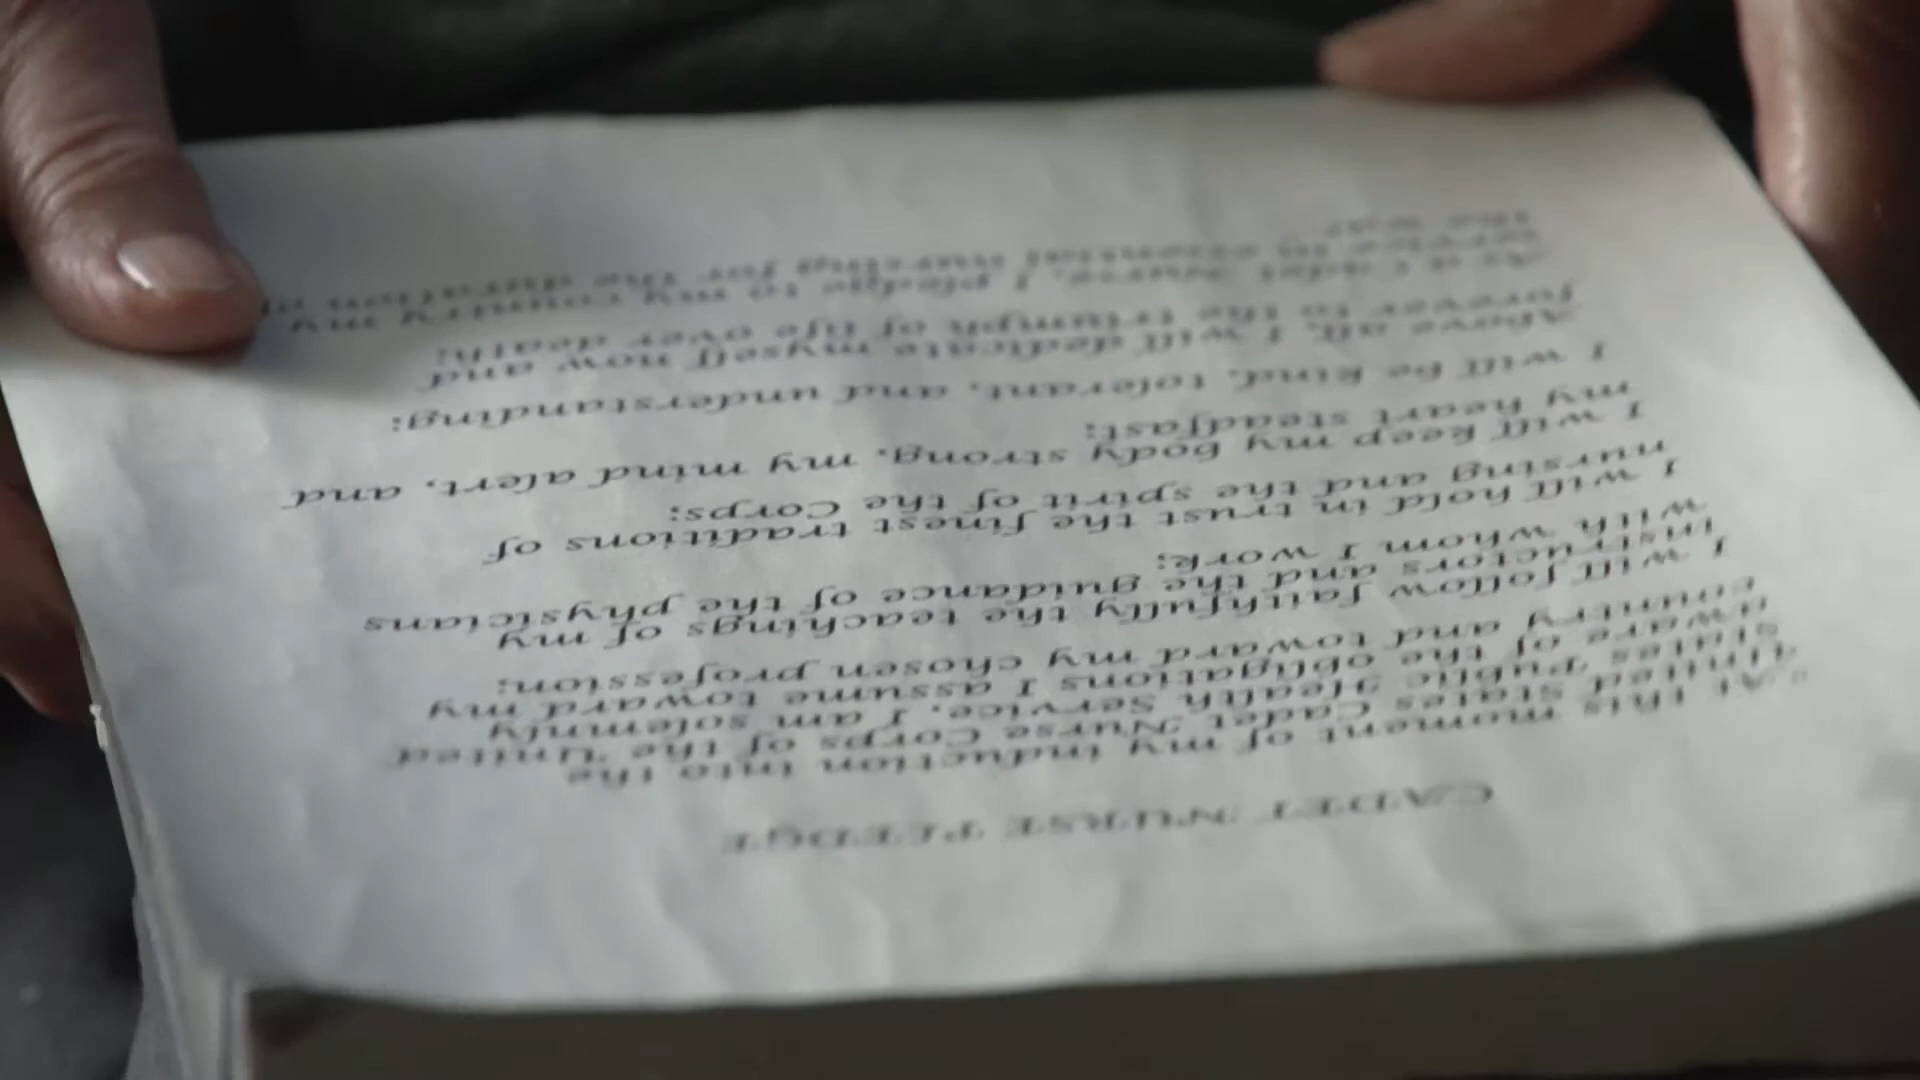 CADET NURSE PLEDGE
"At this moment of my induction into the
United States Cadet Nurse Corps of the United
States Public Health Service, I am solemnly
aware of the obligations I assume toward my
country and toward my chosen profession;
I will follow faithfully the teachings of my
instructors and the guidance of the physicians
with whom I work;
I will hold in trust the finest traditions of
nursing and the spirit of the Corps;
I will keep my body strong, my mind alert, and
my heart steadfast;
I will be kind, tolerant, and understanding;
Above all, I will dedicate myself now and
forever to the triumph of life over death;
As a Cadet Nurse, I pledge to my country my
service in essential nursing for the duration of
the war.